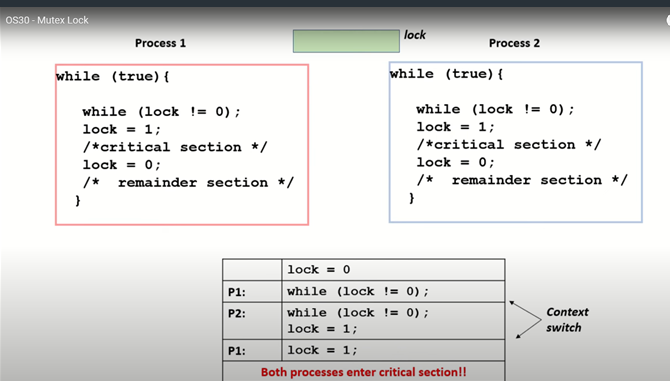 OS30 - Mutex Lock
lock
Process 1
Process 2
while (true){
while (lock != 0);
lock = 1;
/*critical section */
lock = 0;
/*  remainder section */
}
while (true){
while (lock != 0);
lock = 1;
/*critical section */
lock = 0;
/*  remainder section */
}
lock = 0
P1: while (lock != 0);
P2: while (lock != 0);
lock = 1;
P1: lock = 1;
Both processes enter critical section!!
Context
switch